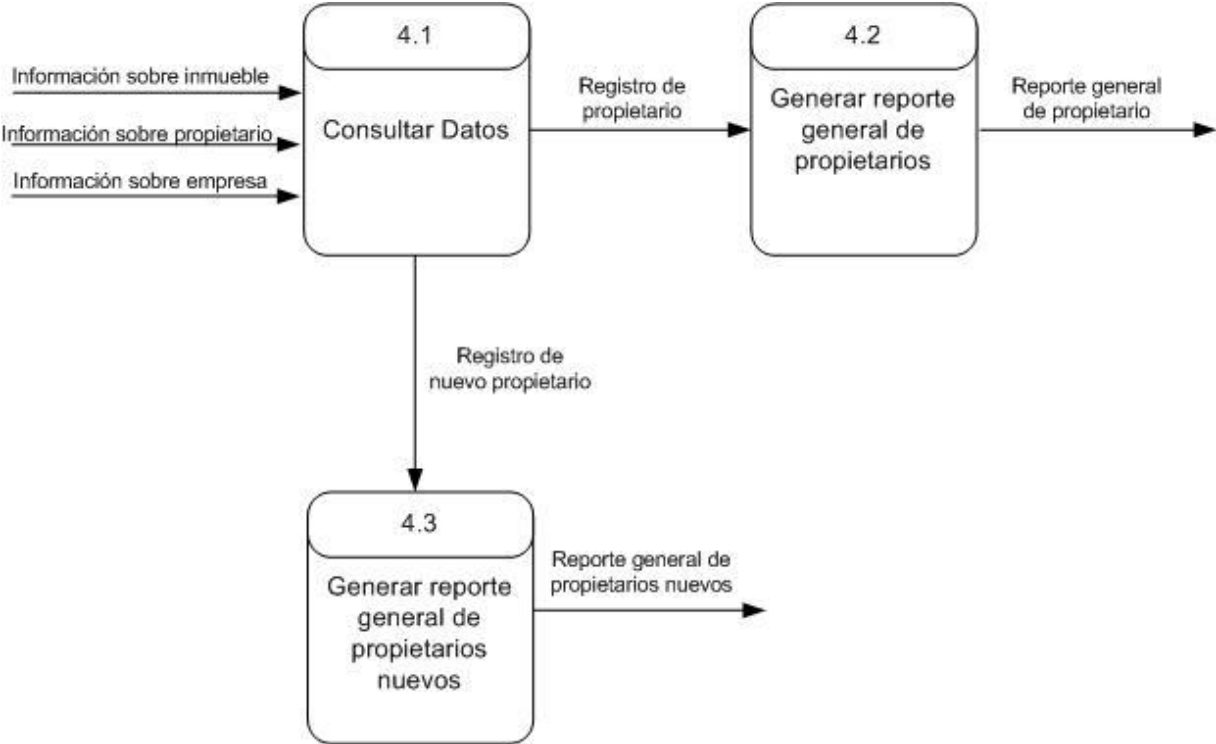 4.1
Información sobre inmueble
Información sobre propietario
Información sobre empresa
Consultar Datos
Registro de
propietario
4.2
Generar reporte
general de
propietarios
Reporte general
de propietario
Registro de
nuevo propietario
4.3
Generar reporte
general de
propietarios
nuevos
Reporte general de
propietarios nuevos